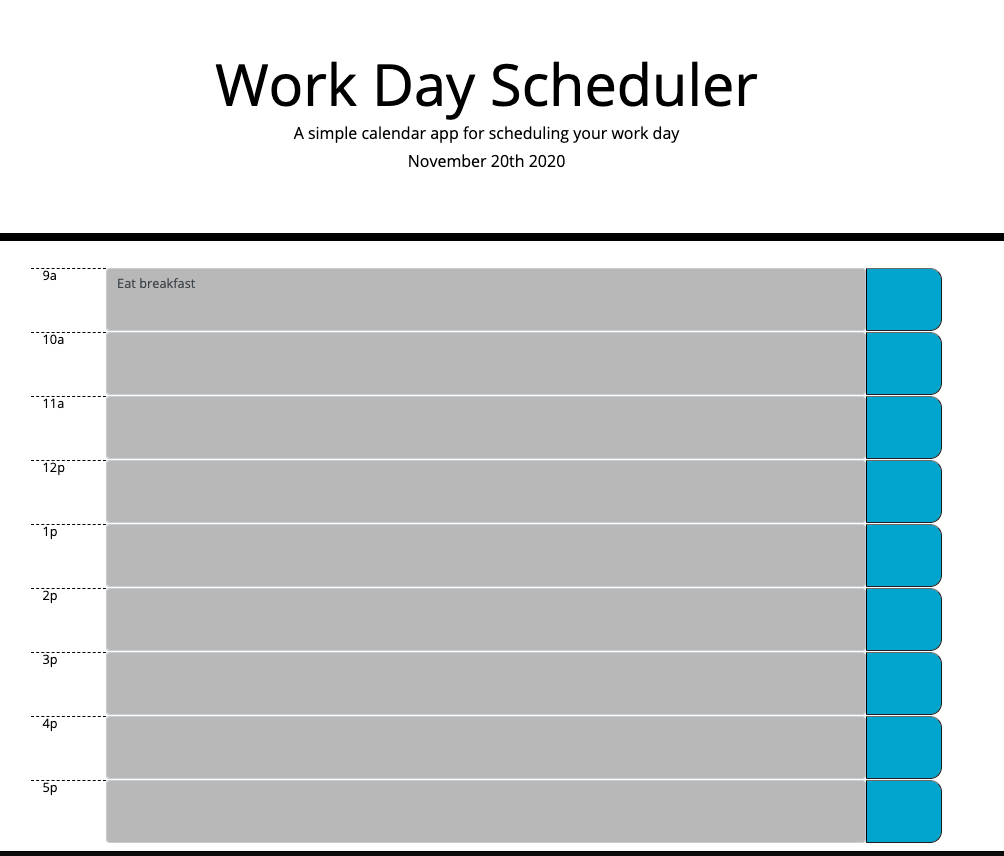 Work Day Scheduler
A simple calendar app for scheduling your work day
November 20th 2020
9a
Eat breakfast
10a
11a
12p
1p
2p
3p
4p
5p